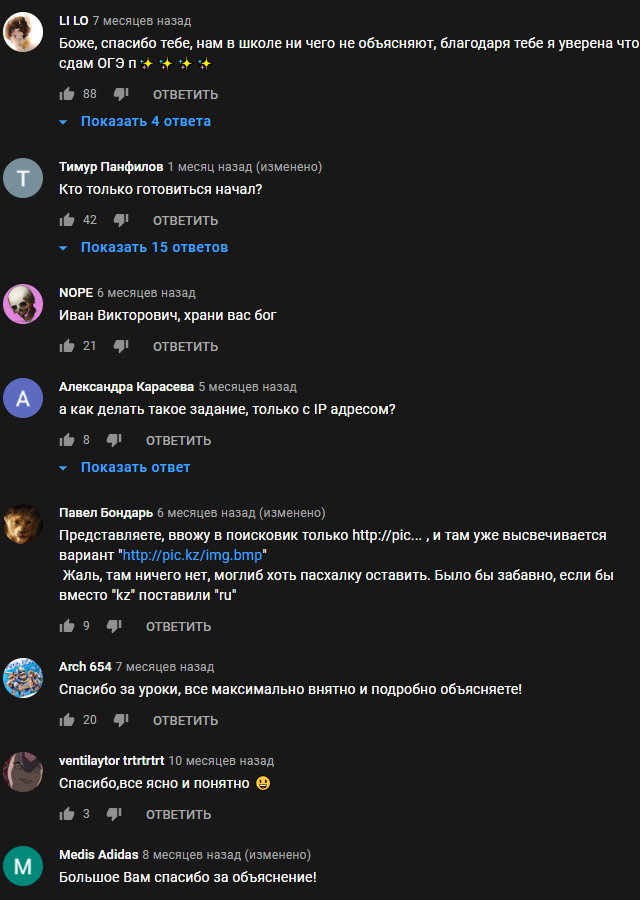 LI LO 7 месяцев назад
Боже, спасибо тебе, нам в школе ни чего не объясняют, благодаря тебе я уверена что
сдам ОГЭ п✨✨✨✨
88 ОТВЕТИТЬ
Показать 4 ответа
Т
Тимур Панфилов 1 месяц назад (изменено)
Кто только готовиться начал?
42 ОТВЕТИТЬ
Показать 15 ответов
NOPE 6 месяцев назад
Иван Викторович, храни вас бог
21 ОТВЕТИТЬ
А
Александра Карасева 5 месяцев назад
а как делать такое задание, только с IP адресом?
8 ОТВЕТИТЬ
Показать ответ
Павел Бондарь 6 месяцев назад (изменено)
Представляете, ввожу в поисковик только http://pic... , и там уже высвечивается
вариант "http://pic.kz/img.bmp"
Жаль, там ничего нет, моглиб хоть пасхалку оставить. Было бы забавно, если бы
вместо "kz" поставили "ru"
9 ОТВЕТИТЬ
Arch 654 7 месяцев назад
Спасибо за уроки, все максимально внятно и подробно объясняете!
20 ОТВЕТИТЬ
ventilaytor trtrtrtrt 10 месяцев назад
Спасибо,все ясно и понятно 😃
3 ОТВЕТИТЬ
M
Medis Adidas 8 месяцев назад (изменено)
Большое Вам спасибо за объяснение!